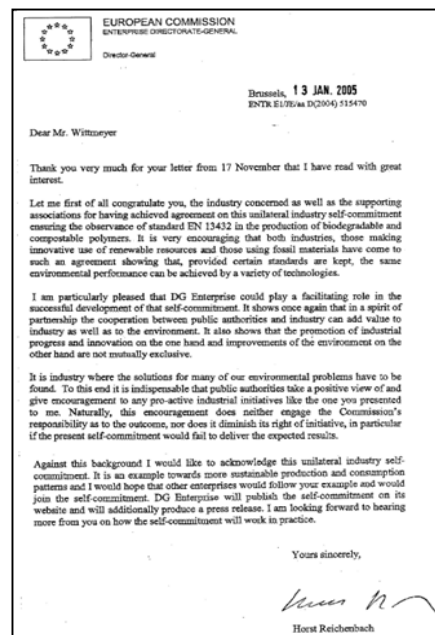 EUROPEAN COMMISSION
ENTERPRISE DIRECTORATE-GENERAL
Director-General
Brussels, 13 JAN. 2005
ENTR E1/JE/aa D(2004) 515470
Dear Mr. Wittmeyer
Thank you very much for your letter from 17 November that I have read with great
interest.
Let me first of all congratulate you, the industry concerned as well as the supporting
associations for having achieved agreement on this unilateral industry self-commitment
ensuring the observance of standard EN 13432 in the production of biodegradable and
compostable polymers. It is very encouraging that both industries, those making
innovative use of renewable resources and those using fossil materials have come to
such an agreement showing that, provided certain standards are kept, the same
environmental performance can be achieved by a variety of technologies.
I am particularly pleased that DG Enterprise could play a facilitating role in the
successful development of that self-commitment. It shows once again that in a spirit of
partnership the cooperation between public authorities and industry can add value to
industry as well as to the environment. It also shows that the promotion of industrial
progress and innovation on the one hand and improvements of the environment on the
other hand are not mutually exclusive.
It is industry where the solutions for many of our environmental problems have to be
found. To this end it is indispensable that public authorities take a positive view of and
give encouragement to any pro-active industrial initiatives like the one you presented
to me. Naturally, this encouragement does neither engage the Commission's
responsibility as to the outcome, nor does it diminish its right of initiative, in particular
if the present self-commitment would fail to deliver the expected results.
Against this background I would like to acknowledge this unilateral industry self-
commitment. It is an example towards more sustainable production and consumption
patterns and I would hope that other enterprises would follow your example and would
join the self-commitment. DG Enterprise will publish the self-commitment on its
website and will additionally produce a press release. I am looking forward to hearing
more from you on how the self-commitment will work in practice.
Yours sincerely,
Horst Reichenbach